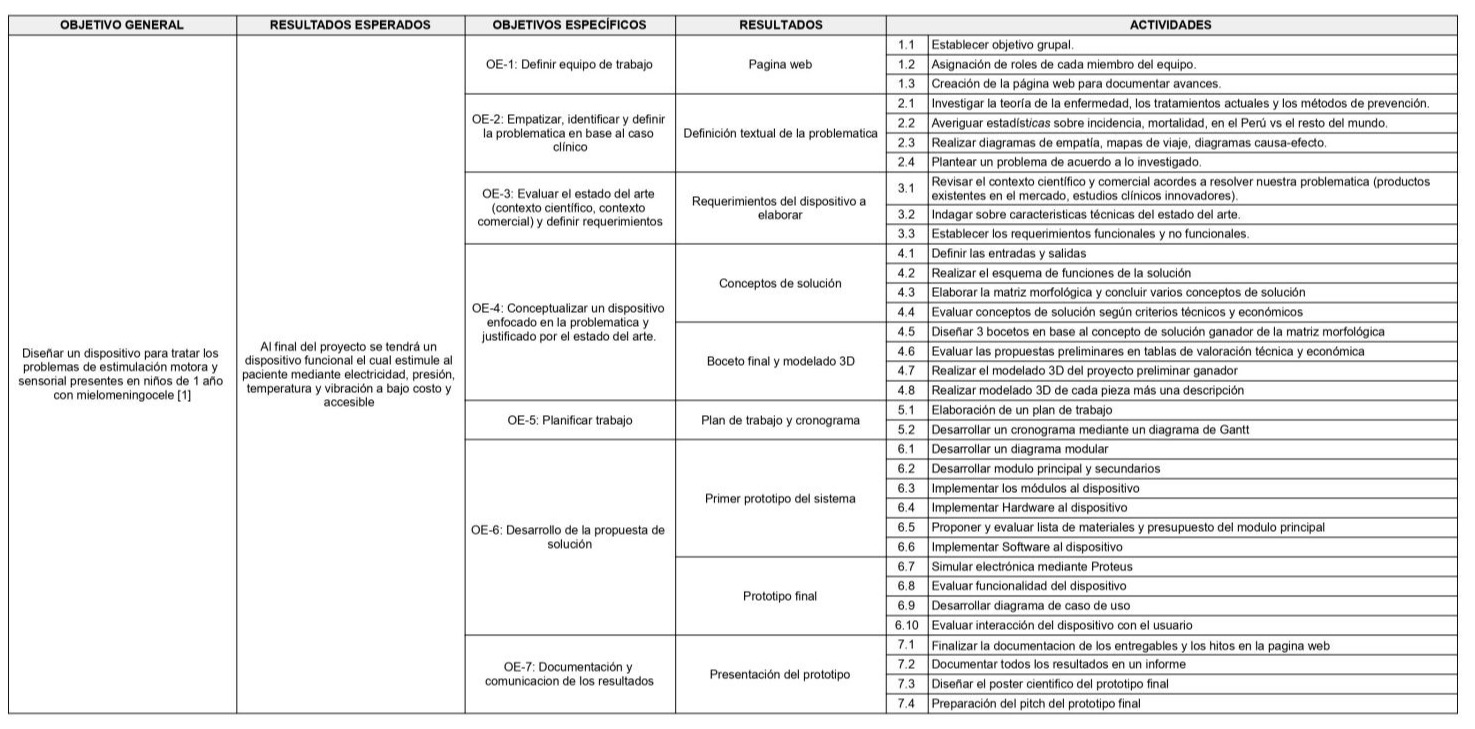 OBJETIVO GENERAL
RESULTADOS ESPERADOS
OBJETIVOS ESPECÍFICOS
RESULTADOS
ACTIVIDADES
Diseñar un dispositivo para tratar los
problemas de estimulación motora y
sensorial presentes en niños de 1 año
con mielomeningocele [1]
Al final del proyecto se tendrá un
dispositivo funcional el cual estimule al
paciente mediante electricidad, presión,
temperatura y vibración a bajo costo y
accesible
OE-1: Definir equipo de trabajo
Pagina web
1.1 Establecer objetivo grupal.
1.2 Asignación de roles de cada miembro del equipo.
1.3 Creación de la página web para documentar avances.
OE-2: Empatizar, identificar y definir
la problematica en base al caso
clínico
Definición textual de la problematica
2.1 Investigar la teoría de la enfermedad, los tratamientos actuales y los métodos de prevención.
2.2 Averiguar estadísticas sobre incidencia, mortalidad, en el Perú vs el resto del mundo.
2.3 Realizar diagramas de empatía, mapas de viaje, diagramas causa-efecto.
2.4 Plantear un problema de acuerdo a lo investigado.
OE-3: Evaluar el estado del arte
(contexto científico, contexto
comercial) y definir requerimientos
Requerimientos del dispositivo a
elaborar
3.1 Revisar el contexto científico y comercial acordes a resolver nuestra problematica (productos
existentes en el mercado, estudios clínicos innovadores).
3.2 Indagar sobre caracteristicas técnicas del estado del arte.
3.3 Establecer los requerimientos funcionales y no funcionales.
OE-4: Conceptualizar un dispositivo
enfocado en la problematica y
justificado por el estado del arte.
Conceptos de solución
4.1 Definir las entradas y salidas
4.2 Realizar el esquema de funciones de la solución
4.3 Elaborar la matriz morfológica y concluir varios conceptos de solución
4.4 Evaluar conceptos de solución según criterios técnicos y económicos
Boceto final y modelado 3D
4.5 Diseñar 3 bocetos en base al concepto de solución ganador de la matriz morfológica
4.6 Evaluar las propuestas preliminares en tablas de valoración técnica y económica
4.7 Realizar el modelado 3D del proyecto preliminar ganador
4.8 Realizar modelado 3D de cada pieza más una descripción
OE-5: Planificar trabajo
Plan de trabajo y cronograma
5.1 Elaboración de un plan de trabajo
5.2 Desarrollar un cronograma mediante un diagrama de Gantt
OE-6: Desarrollo de la propuesta de
solución
Primer prototipo del sistema
6.1 Desarrollar un diagrama modular
6.2 Desarrollar modulo principal y secundarios
6.3 Implementar los módulos al dispositivo
6.4 Implementar Hardware al dispositivo
6.5 Proponer y evaluar lista de materiales y presupuesto del modulo principal
6.6 Implementar Software al dispositivo
Prototipo final
6.7 Simular electrónica mediante Proteus
6.8 Evaluar funcionalidad del dispositivo
6.9 Desarrollar diagrama de caso de uso
6.10 Evaluar interacción del dispositivo con el usuario
OE-7: Documentación y
comunicacion de los resultados
Presentación del prototipo
7.1 Finalizar la documentacion de los entregables y los hitos en la pagina web
7.2 Documentar todos los resultados en un informe
7.3 Diseñar el poster cientifico del prototipo final
7.4 Preparación del pitch del prototipo final